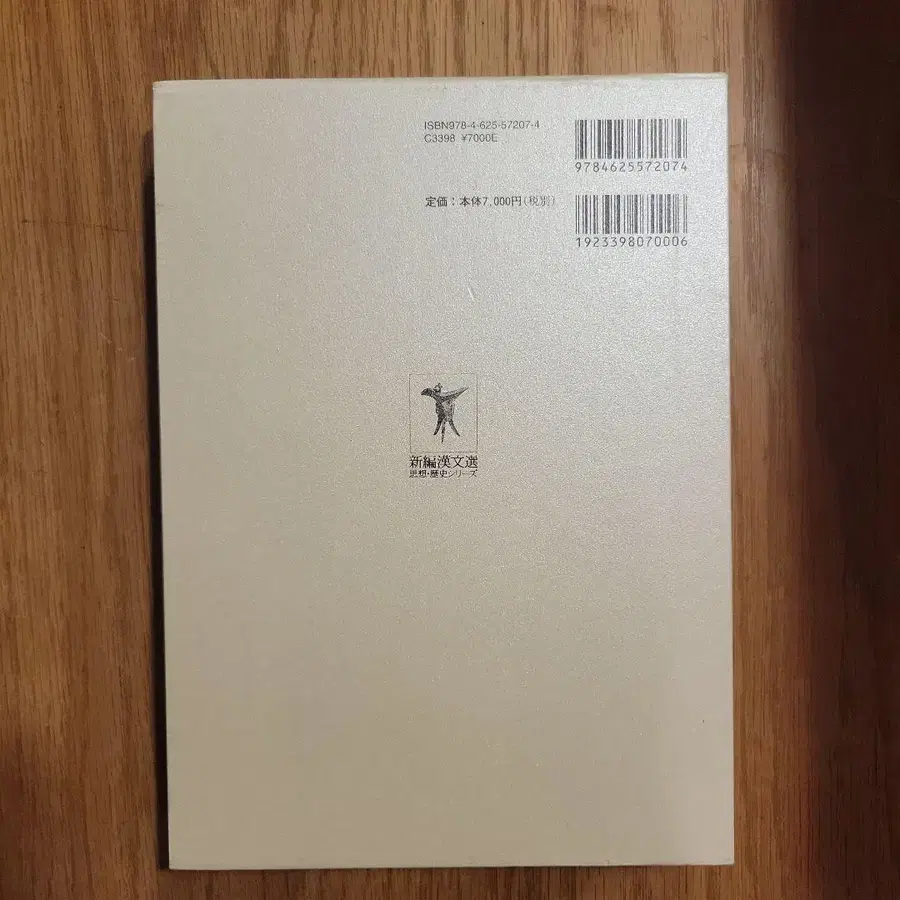 ISBN978-4-625-57207-4
C3398 ¥7000E
9784625572074
定価：本体7,000円（税別）
1923398070006
新編漢文選
思想・歴史シリーズ